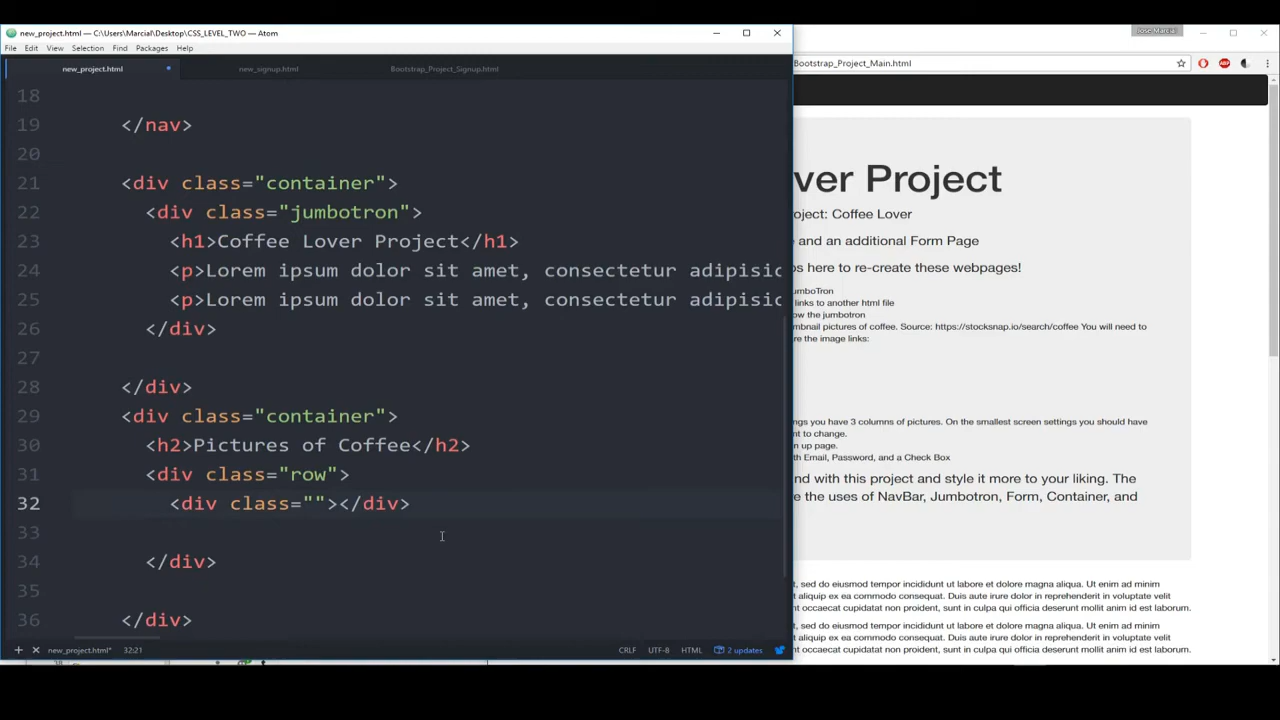 new_project.html — C:\Users\Marcial\Desktop\CSS_LEVEL_TWO — Atom
File Edit View Selection Find Packages Help
new_project.html new_signup.html Bootstrap_Project_Signup.html
18
19 </nav>
20
21 <div class="container">
22 <div class="jumbotron">
23 <h1>Coffee Lover Project</h1>
24 <p>Lorem ipsum dolor sit amet, consectetur adipisic
25 <p>Lorem ipsum dolor sit amet, consectetur adipisic
26 </div>
27
28 </div>
29 <div class="container">
30 <h2>Pictures of Coffee</h2>
31 <div class="row">
32 <div class=""></div>
33
34 </div>
35
36 </div>
new_project.html* 32:21 CRLF UTF-8 HTML 2 updates
Jose Marcial
Bootstrap_Project_Main.html
ABP
ver Project
oject: Coffee Lover
e and an additional Form Page
ps here to re-create these webpages!
umboTron
links to another html file
ow the jumbotron
mbnail pictures of coffee. Source: https://stocksnap.io/search/coffee You will need to
re the image links:
ngs you have 3 columns of pictures. On the smallest screen settings you should have
nt to change.
n up page.
th Email, Password, and a Check Box
nd with this project and style it more to your liking. The
e the uses of NavBar, Jumbotron, Form, Container, and
, sed do eiusmod tempor incididunt ut labore et dolore magna aliqua. Ut enim ad minim
t aliquip ex ea commodo consequat. Duis aute irure dolor in reprehenderit in voluptate velit
occaecat cupidatat non proident, sunt in culpa qui officia deserunt mollit anim id est laborum.
, sed do eiusmod tempor incididunt ut labore et dolore magna aliqua. Ut enim ad minim
t aliquip ex ea commodo consequat. Duis aute irure dolor in reprehenderit in voluptate velit
occaecat cupidatat non proident, sunt in culpa qui officia deserunt mollit anim id est laborum.